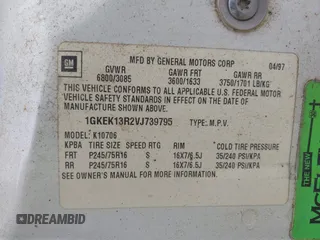 GM
MFD BY GENERAL MOTORS CORP 04/97
GVWR GAWR FRT GAWR RR
6800/3085 3600/1633 3750/1701 LB/KG
THIS VEHICLE CONFORMS TO ALL APPLICABLE U.S. FEDERAL MOTOR
VEHICLE SAFETY STANDARDS IN EFFECT ON THE DATE OF
MANUFACTURE SHOWN ABOVE.
1GKEK13R2VJ739795 TYPE: M.P.V.
MODEL: K10706
KPBA TIRE SIZE SPEED RTG RIM COLD TIRE PRESSURE
FRT P245/75R16 S 16X7/6.5J 35/240 PSI/KPA
RR P245/75R16 S 16X7/6.5J 35/240 PSI/KPA
SEE OWNER'S MANUAL FOR MORE INFORMATION.
DREAMBID